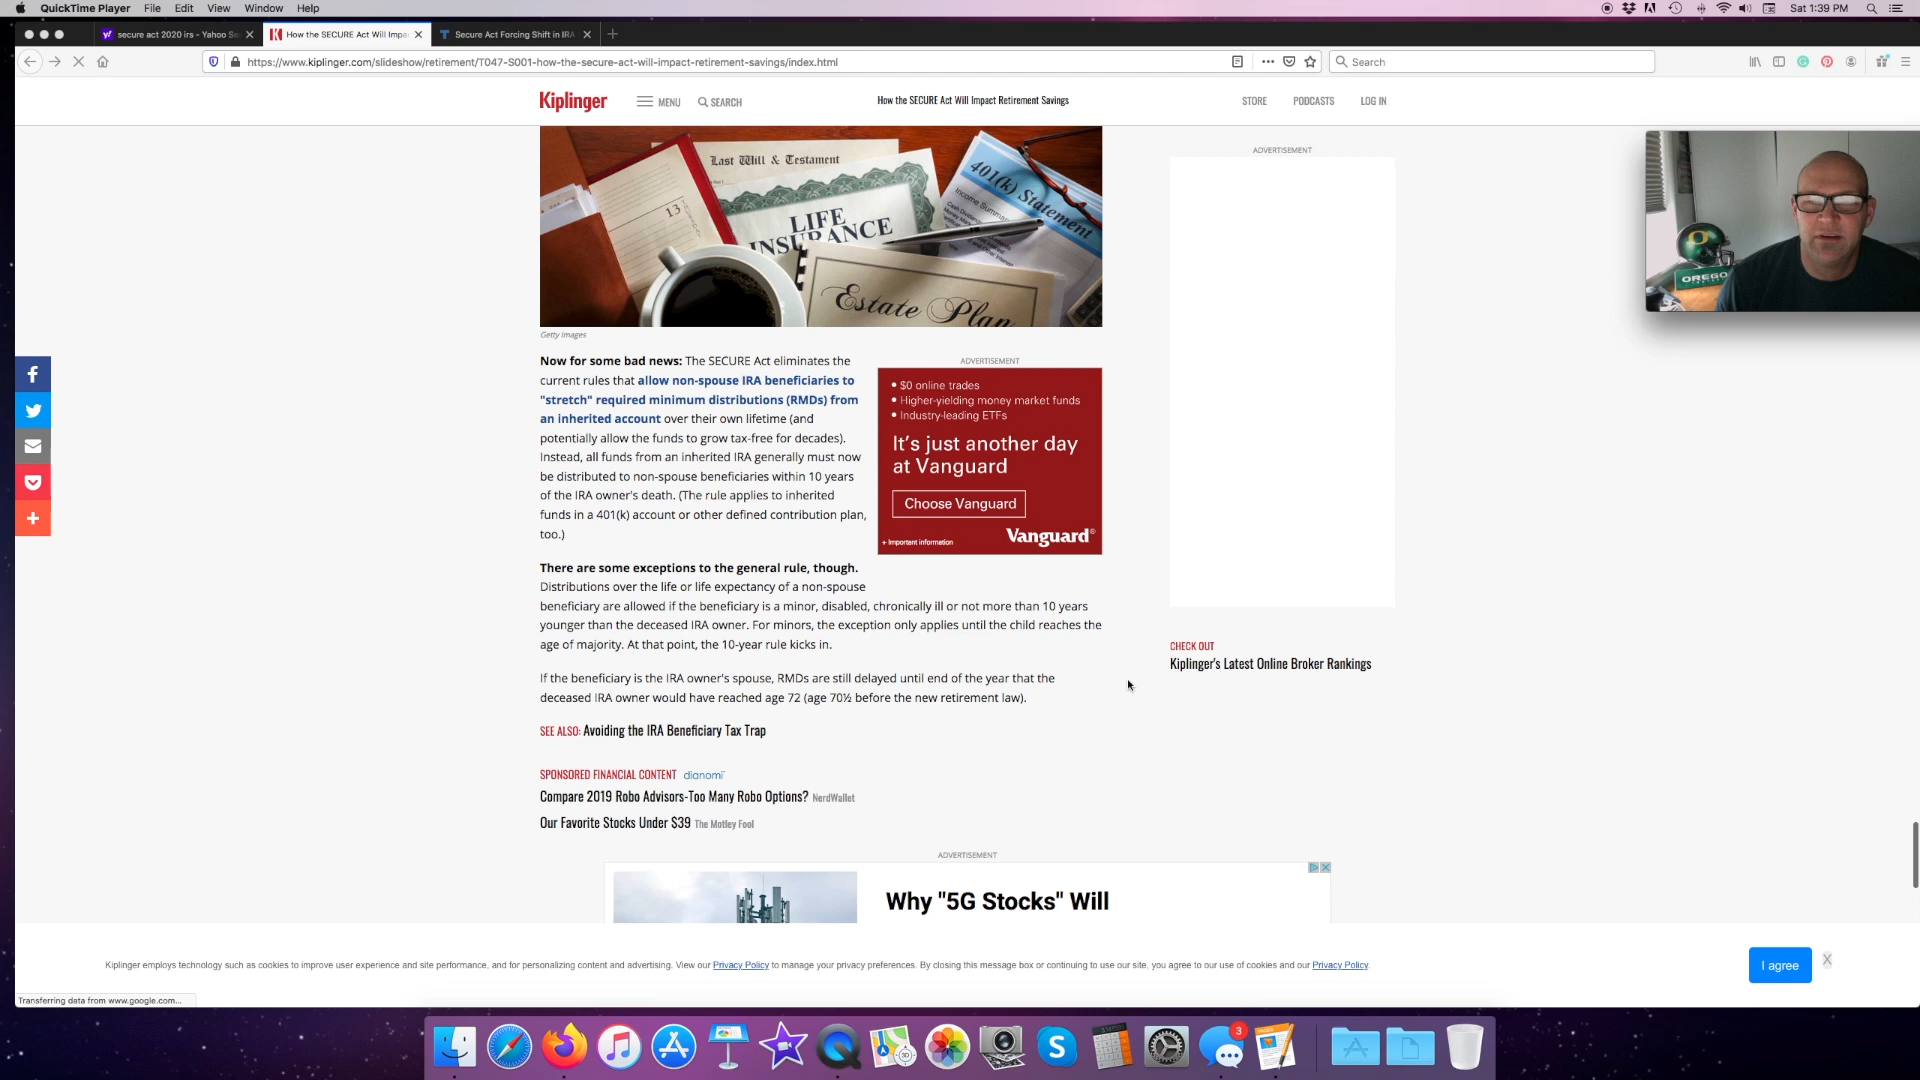 QuickTime Player File Edit View Window Help
Sat 1:39 PM
secure act 2020 irs - Yahoo Se
How the SECURE Act Will Impa
Secure Act Forcing Shift in IRA
https://www.kiplinger.com/slideshow/retirement/T047-S001-how-the-secure-act-will-impact-retirement-savings/index.html
Search
Kiplinger
MENU
SEARCH
How the SECURE Act Will Impact Retirement Savings
STORE
PODCASTS
LOG IN
ADVERTISEMENT
Last Will & Testament
13
LIFE
INSURANCE
401(k) Statement
Income Summary
Estate Plan
OREGO
Getty Images
Now for some bad news: The SECURE Act eliminates the
current rules that allow non-spouse IRA beneficiaries to
"stretch" required minimum distributions (RMDs) from
an inherited account over their own lifetime (and
potentially allow the funds to grow tax-free for decades).
Instead, all funds from an inherited IRA generally must now
be distributed to non-spouse beneficiaries within 10 years
of the IRA owner's death. (The rule applies to inherited
funds in a 401(k) account or other defined contribution plan,
too.)
ADVERTISEMENT
• $0 online trades
• Higher-yielding money market funds
• Industry-leading ETFs
It's just another day
at Vanguard
Choose Vanguard
+ Important information
Vanguard®
There are some exceptions to the general rule, though.
Distributions over the life or life expectancy of a non-spouse
beneficiary are allowed if the beneficiary is a minor, disabled, chronically ill or not more than 10 years
younger than the deceased IRA owner. For minors, the exception only applies until the child reaches the
age of majority. At that point, the 10-year rule kicks in.
If the beneficiary is the IRA owner's spouse, RMDs are still delayed until end of the year that the
deceased IRA owner would have reached age 72 (age 70½ before the new retirement law).
SEE ALSO: Avoiding the IRA Beneficiary Tax Trap
CHECK OUT
Kiplinger's Latest Online Broker Rankings
SPONSORED FINANCIAL CONTENT dianomi
Compare 2019 Robo Advisors-Too Many Robo Options? NerdWallet
Our Favorite Stocks Under $39 The Motley Fool
ADVERTISEMENT
Why "5G Stocks" Will
Kiplinger employs technology such as cookies to improve user experience and site performance, and for personalizing content and advertising. View our Privacy Policy to manage your privacy preferences. By closing this message box or continuing to use our site, you agree to our use of cookies and our Privacy Policy.
I agree
X
Transferring data from www.google.com...
3